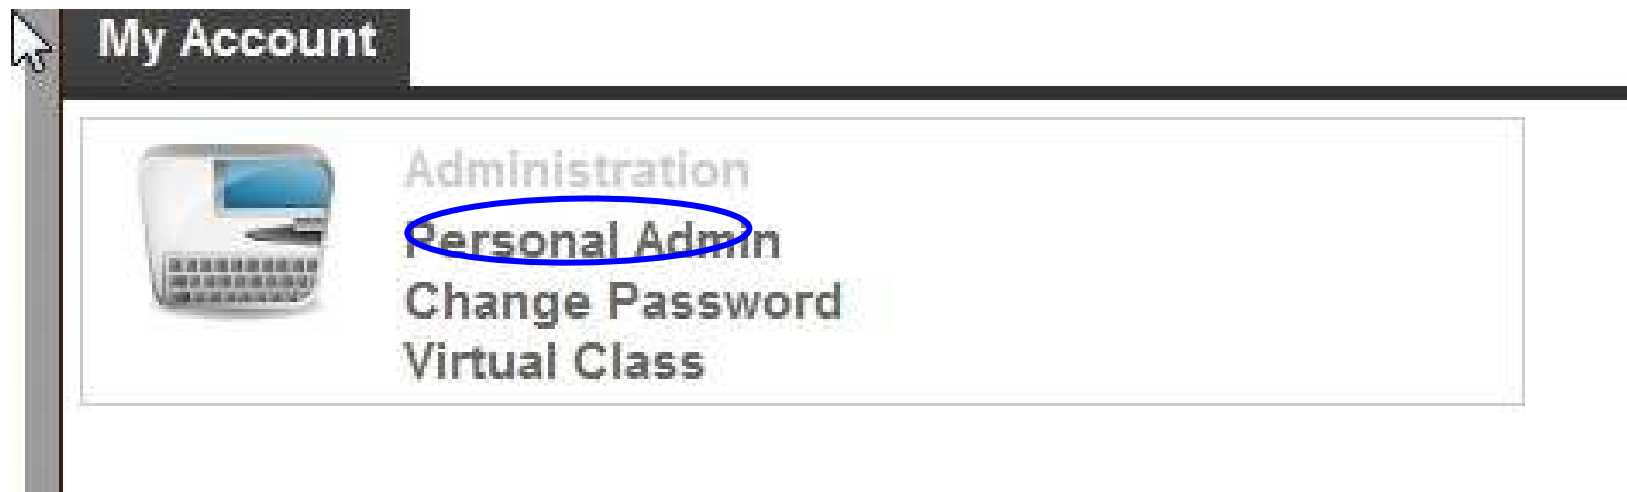 My Account
Administration
Personal Admin
Change Password
Virtual Class